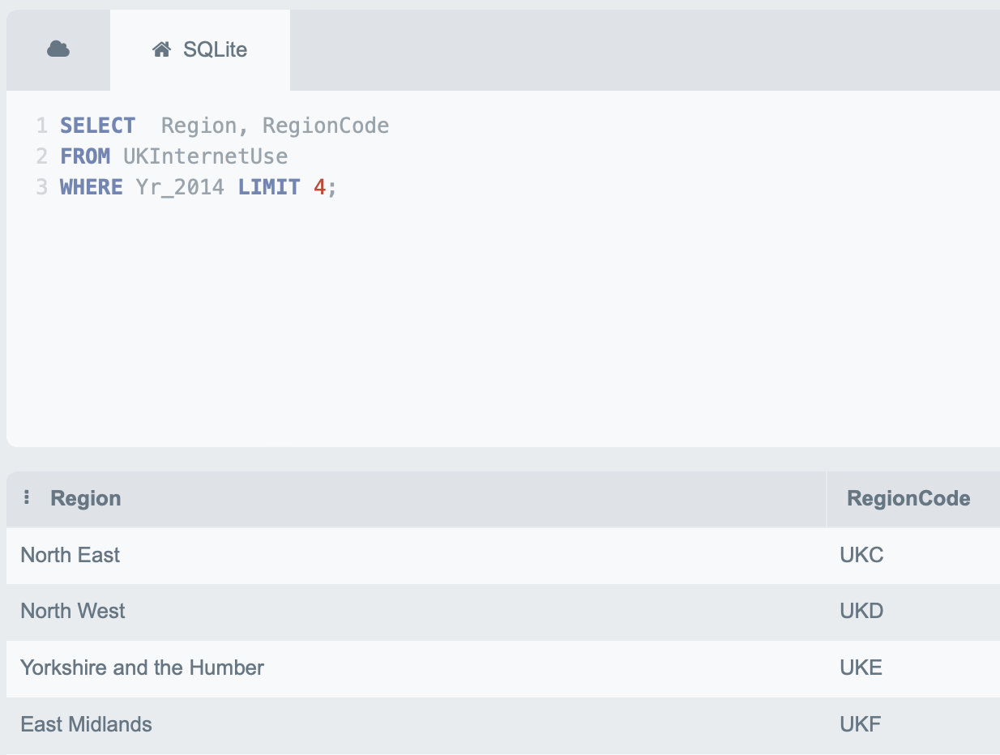 SQLite
1 SELECT  Region, RegionCode
2 FROM UKInternetUse
3 WHERE Yr_2014 LIMIT 4;
Region RegionCode
North East UKC
North West UKD
Yorkshire and the Humber UKE
East Midlands UKF